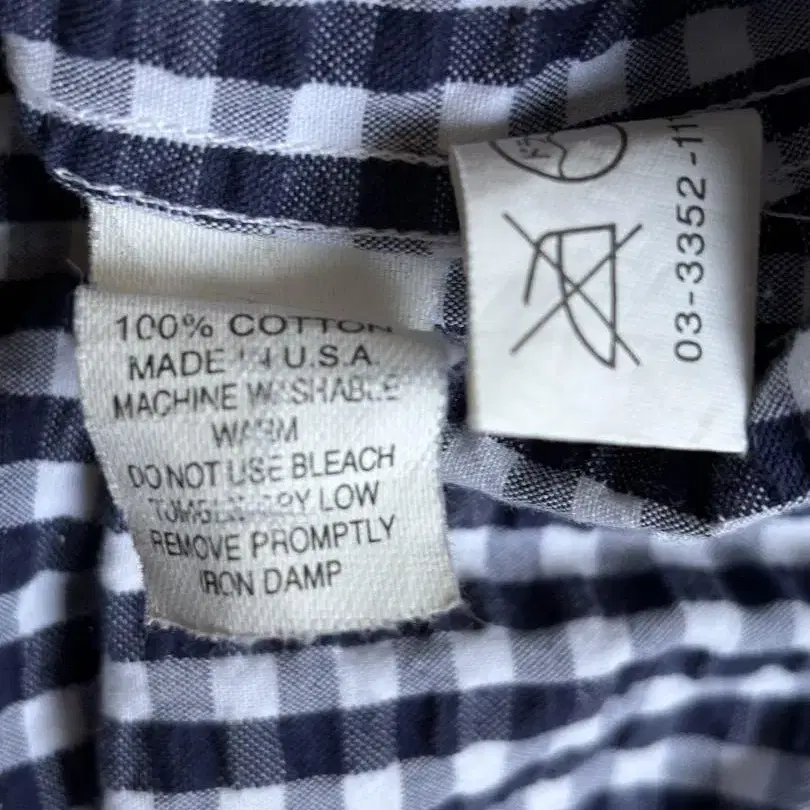 100% COTTON
MADE IN U.S.A.
MACHINE WASHABLE
WARM
DO NOT USE BLEACH
TUMBLE DRY LOW
REMOVE PROMPTLY
IRON DAMP
03-3352-11